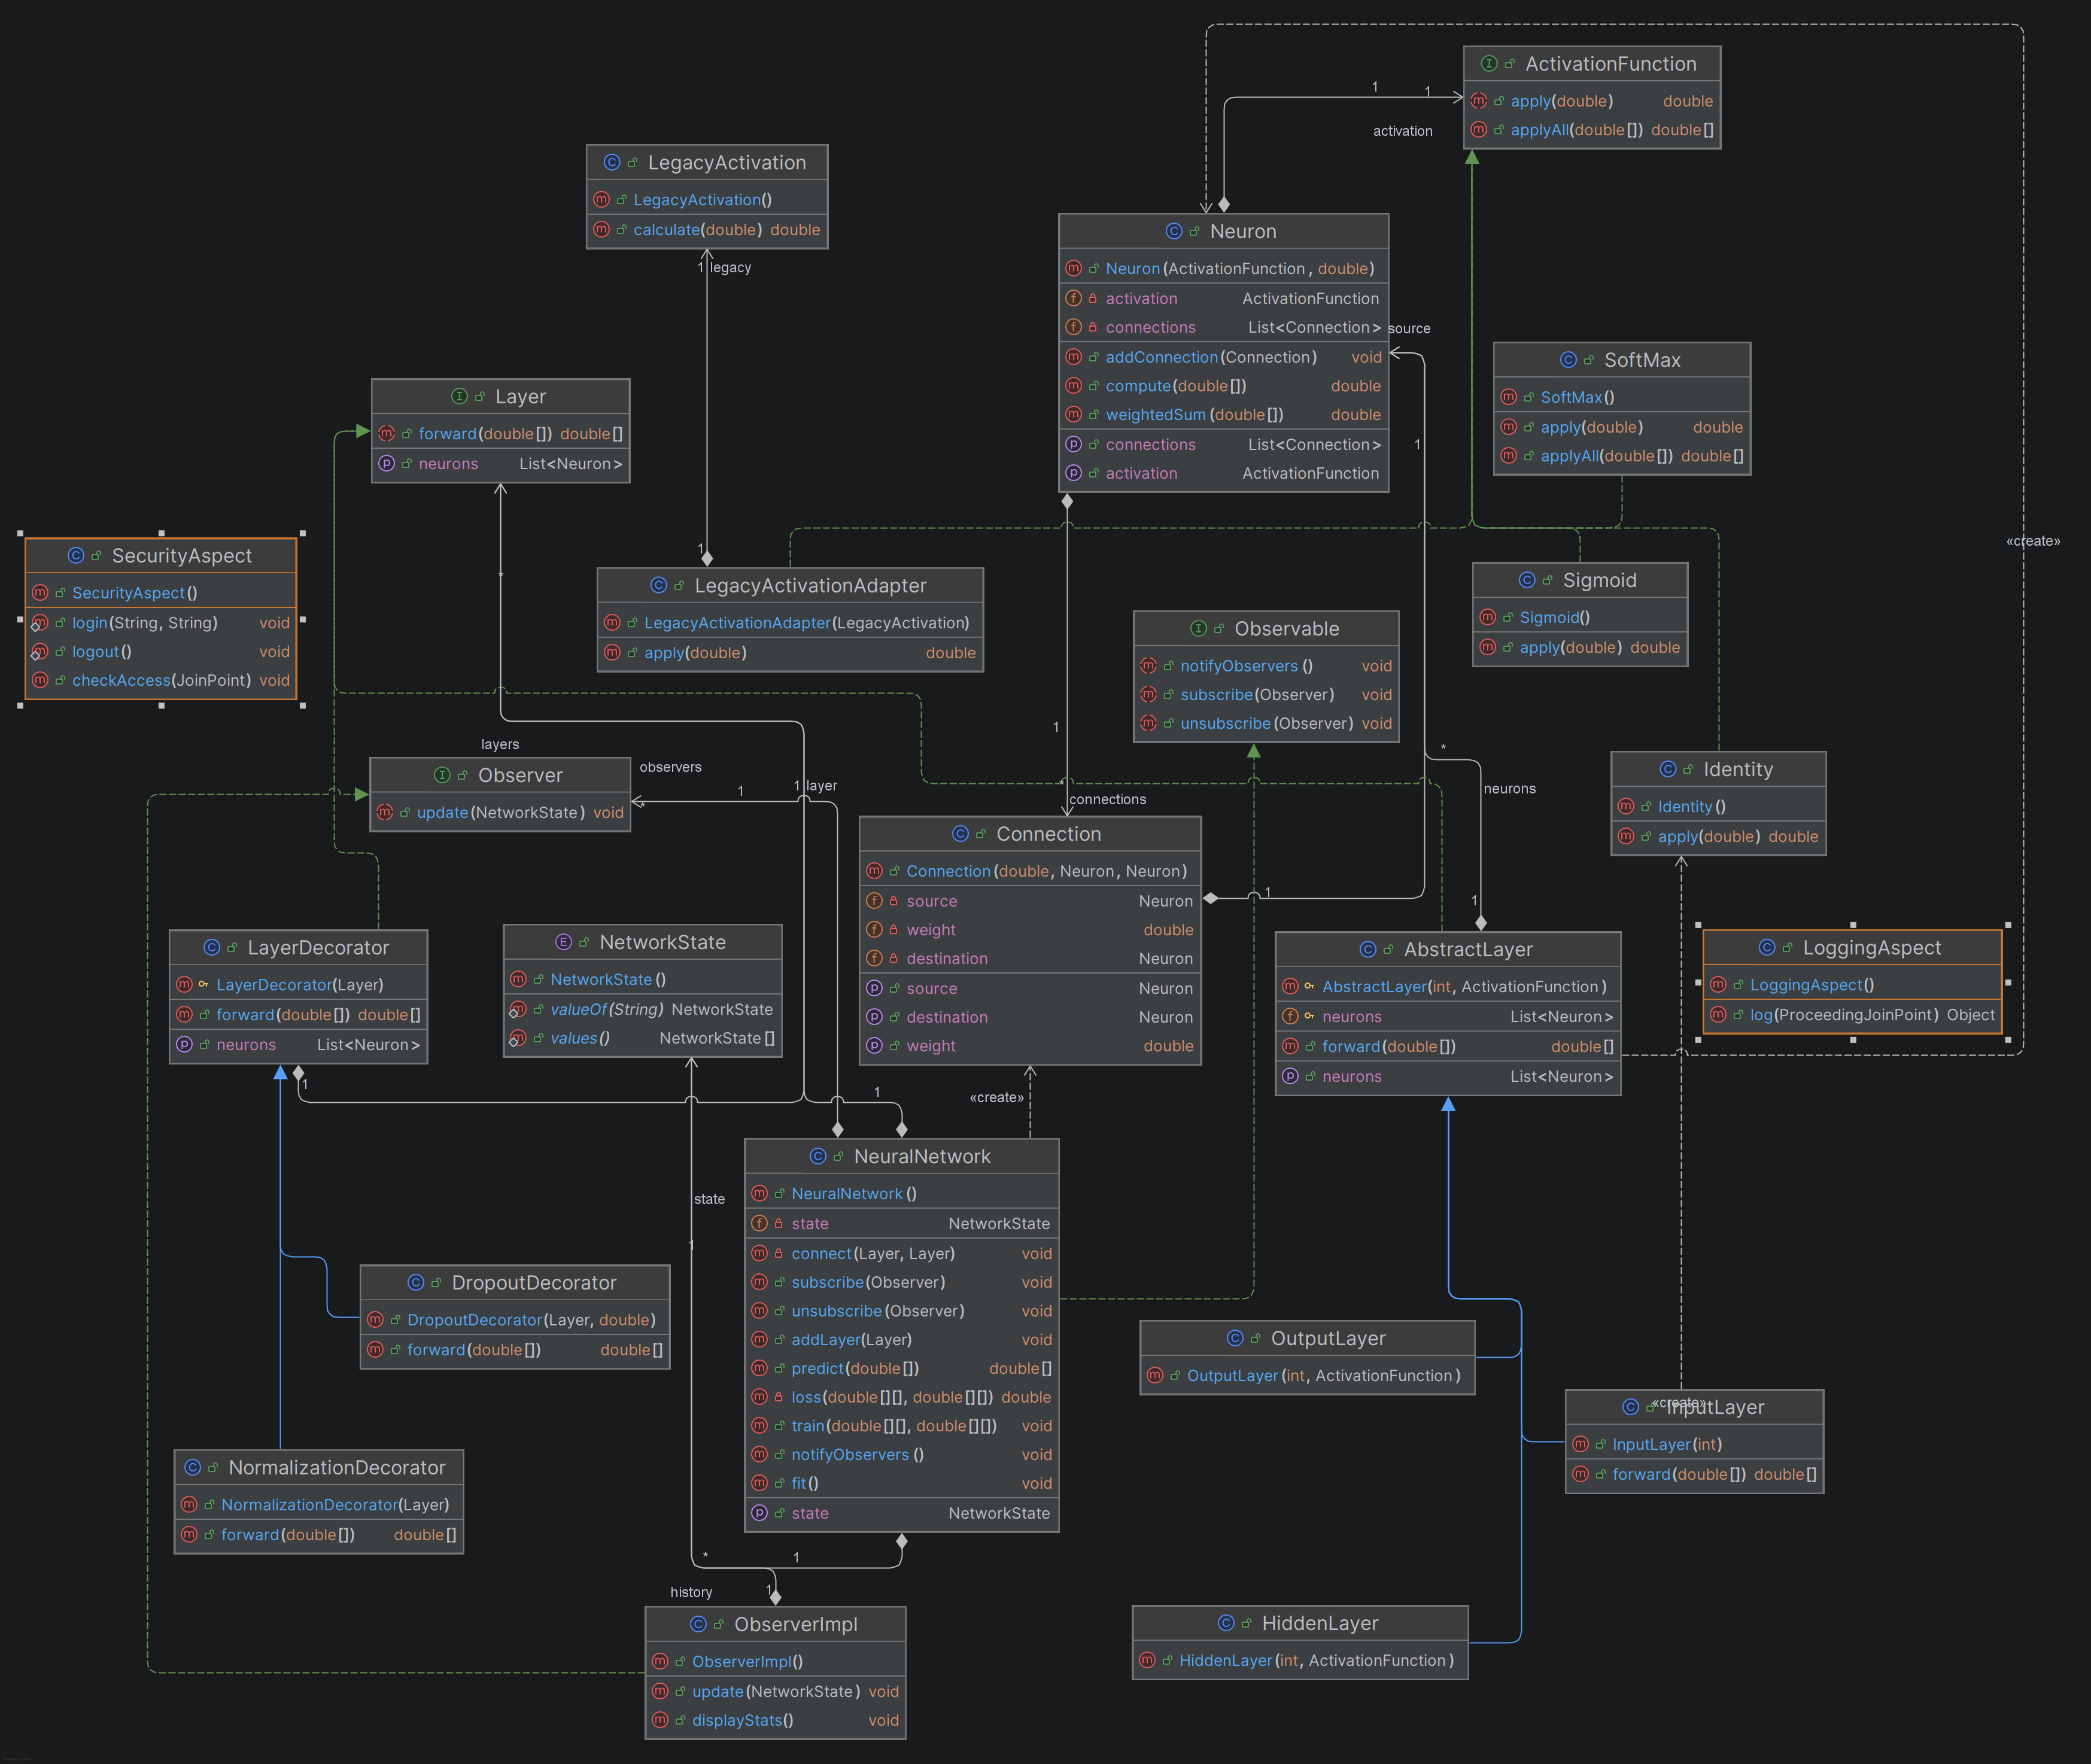 ActivationFunction
apply(double) double
applyAll(double[]) double[]
1
1
activation
LegacyActivation
LegacyActivation()
calculate(double) double
1 legacy
1
Neuron
Neuron(ActivationFunction, double)
activation ActivationFunction
connections List<Connection>
addConnection(Connection) void
compute(double[]) double
weightedSum(double[]) double
connections List<Connection>
activation ActivationFunction
source
1
SoftMax
SoftMax()
apply(double) double
applyAll(double[]) double[]
Layer
forward(double[]) double[]
neurons List<Neuron>
*
layers
SecurityAspect
SecurityAspect()
login(String, String) void
logout() void
checkAccess(JoinPoint) void
LegacyActivationAdapter
LegacyActivationAdapter(LegacyActivation)
apply(double) double
«create»
Sigmoid
Sigmoid()
apply(double) double
Observable
notifyObservers() void
subscribe(Observer) void
unsubscribe(Observer) void
1
*
connections
*
neurons
1
Identity
Identity()
apply(double) double
Observer
update(NetworkState) void
observers
*
1
1 layer
Connection
Connection(double, Neuron, Neuron)
source Neuron
weight double
destination Neuron
source Neuron
destination Neuron
weight double
1
LayerDecorator
LayerDecorator(Layer)
forward(double[]) double[]
neurons List<Neuron>
1
NetworkState
NetworkState()
valueOf(String) NetworkState
values() NetworkState[]
AbstractLayer
AbstractLayer(int, ActivationFunction)
neurons List<Neuron>
forward(double[]) double[]
neurons List<Neuron>
LoggingAspect
LoggingAspect()
log(ProceedingJoinPoint) Object
«create»
1
state
1
NeuralNetwork
NeuralNetwork()
state NetworkState
connect(Layer, Layer) void
subscribe(Observer) void
unsubscribe(Observer) void
addLayer(Layer) void
predict(double[]) double[]
loss(double[][], double[][]) double
train(double[][], double[][]) void
notifyObservers() void
fit() void
state NetworkState
DropoutDecorator
DropoutDecorator(Layer, double)
forward(double[]) double[]
OutputLayer
OutputLayer(int, ActivationFunction)
«create»
InputLayer
InputLayer(int)
forward(double[]) double[]
NormalizationDecorator
NormalizationDecorator(Layer)
forward(double[]) double[]
*
1
history
1
ObserverImpl
ObserverImpl()
update(NetworkState) void
displayStats() void
HiddenLayer
HiddenLayer(int, ActivationFunction)